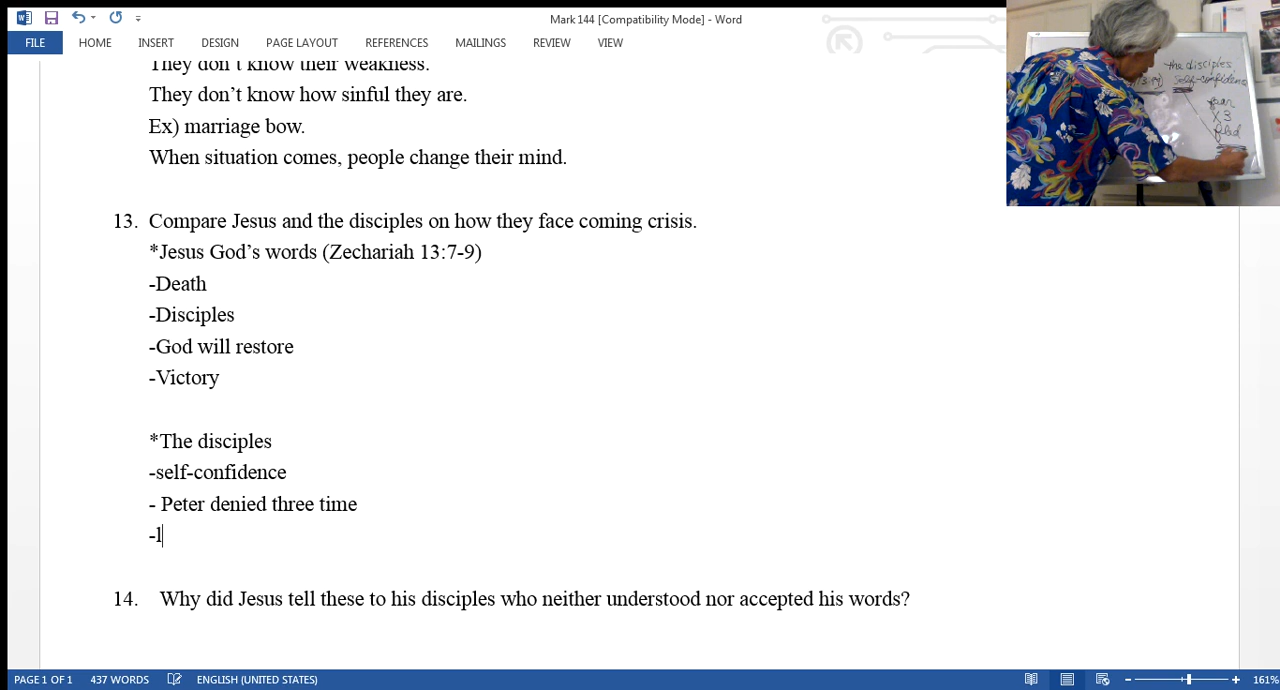 Mark 144 [Compatibility Mode] - Word
FILE HOME INSERT DESIGN PAGE LAYOUT REFERENCES MAILINGS REVIEW VIEW
They don't know their weakness.
They don't know how sinful they are.
Ex) marriage bow.
When situation comes, people change their mind.
13. Compare Jesus and the disciples on how they face coming crisis.
*Jesus God's words (Zechariah 13:7-9)
-Death
-Disciples
-God will restore
-Victory
*The disciples
-self-confidence
- Peter denied three time
-l
14. Why did Jesus tell these to his disciples who neither understood nor accepted his words?
the disciples
self-confidence
fear
x3
PAGE 1 OF 1 437 WORDS ENGLISH (UNITED STATES) 161%